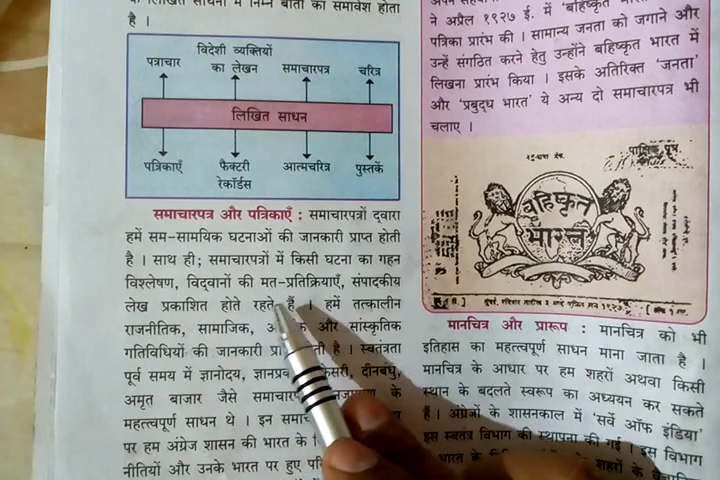 के लिखित साधनों में निम्न बातों का समावेश होता
है ।
पत्राचार
विदेशी व्यक्तियों
का लेखन
समाचारपत्र
चरित्र
लिखित साधन
पत्रिकाएँ
फैक्टरी
रेकॉर्डस
आत्मचरित्र
पुस्तकें
समाचारपत्र और पत्रिकाएँ : समाचारपत्रों द्वारा
हमें सम-सामयिक घटनाओं की जानकारी प्राप्त होती
है । साथ ही; समाचारपत्रों में किसी घटना का गहन
विश्लेषण, विद्वानों की मत-प्रतिक्रियाएँ, संपादकीय
लेख प्रकाशित होते रहते हैं । हमें तत्कालीन
राजनीतिक, सामाजिक, और सांस्कृतिक
गतिविधियों की जानकारी है । स्वतंत्रता
पूर्व समय में ज्ञानोदय, दीनबंधु,
अमृत बाजार जैसे के
महत्वपूर्ण साधन थे । इन
पर हम अंग्रेज शासन की भारत के
नीतियों और उनके भारत पर हुए
ने अप्रैल १९२७ ई. में 'बहिष्कृत
पत्रिका प्रारंभ की । सामान्य जनता को जगाने और
उन्हें संगठित करने हेतु उन्होंने बहिष्कृत भारत में
लिखना प्रारंभ किया । इसके अतिरिक्त 'जनता'
और 'प्रबुद्ध भारत' ये अन्य दो समाचारपत्र भी
चलाए ।
पाक्षिक पत्र
बहिष्कृत
भारत
मानचित्र और प्रारूप : मानचित्र को भी
इतिहास का महत्वपूर्ण साधन माना जाता है ।
मानचित्र के आधार पर हम शहरों अथवा किसी
स्थान के बदलते स्वरूप का अध्ययन कर सकते
हैं । अंग्रेजों के शासनकाल में 'सर्वे ऑफ इंडिया'
इस स्वतंत्र विभाग की स्थापना की गई । इस विभाग
शहरों के